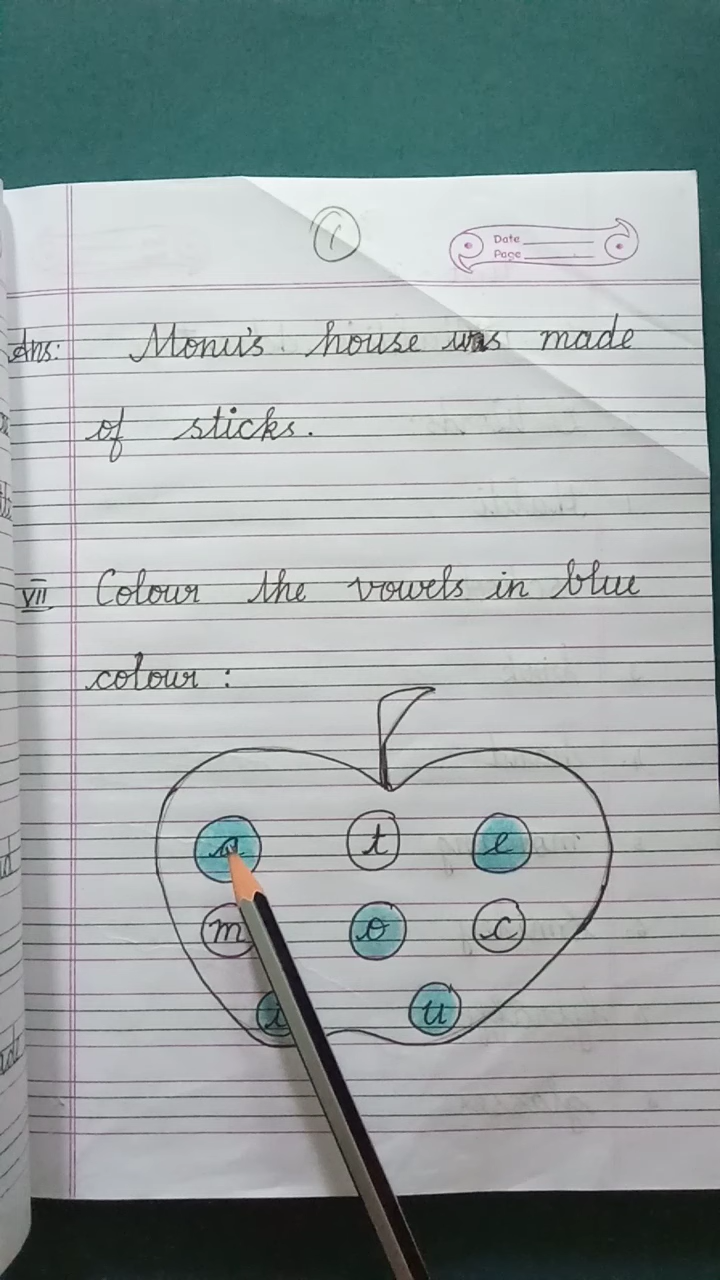 1
Date
Page
Ans: Monu's house was made
of sticks.
VII Colour the vowels in blue
colour :
a t e
m o c
i u